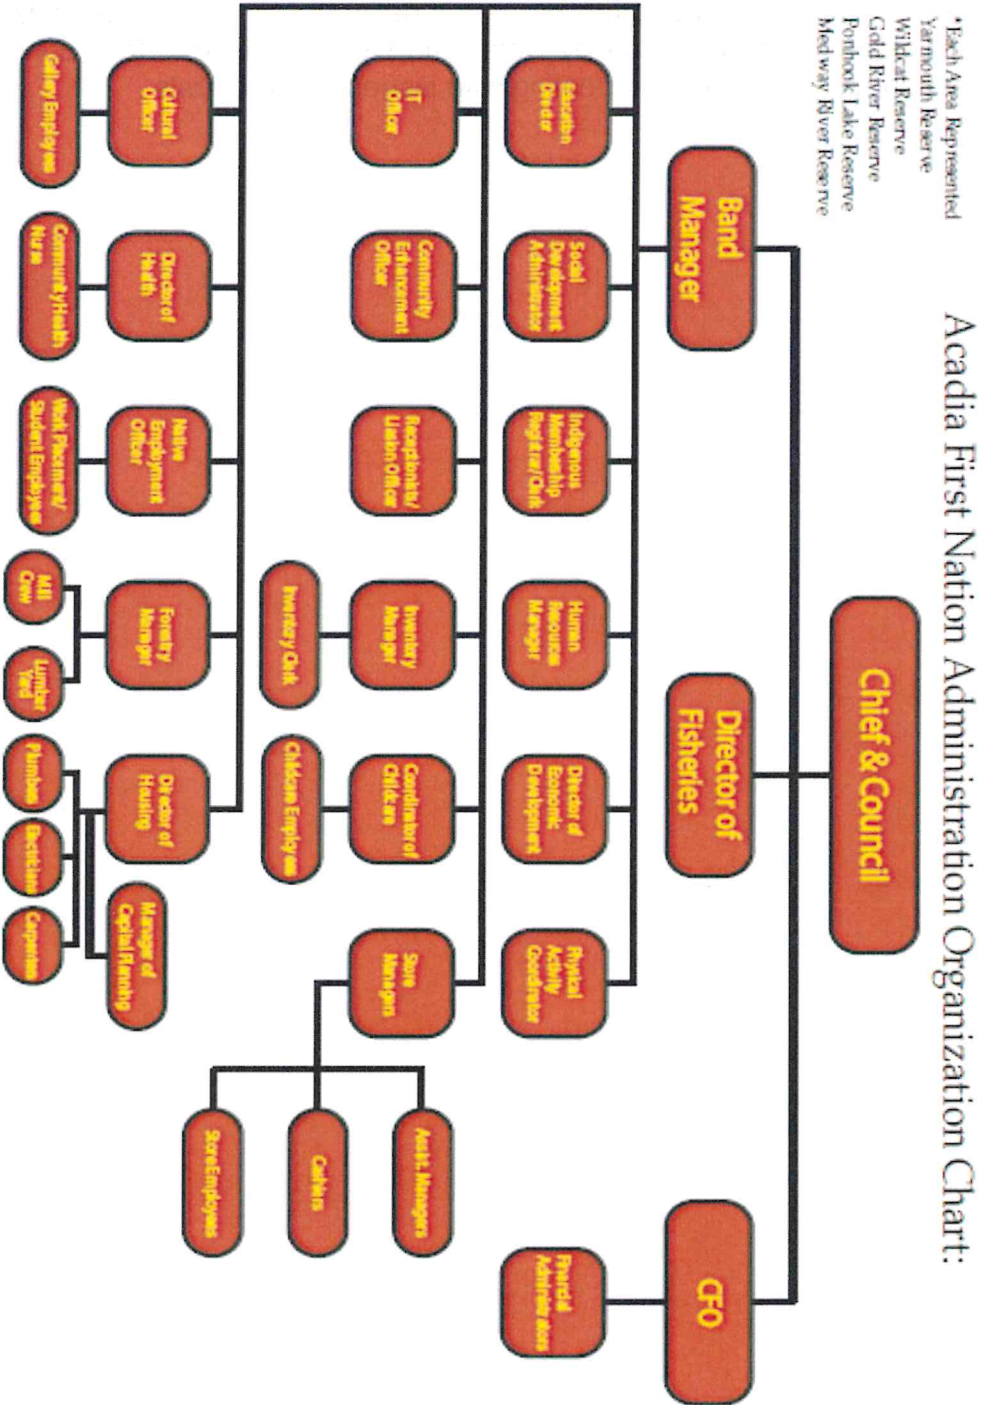 Acadia First Nation Administration Organization Chart:
*Each Area Represented
Yarmouth Reserve
Wildcat Reserve
Gold River Reserve
Ponhook Lake Reserve
Medway River Reserve
Chief & Council
Band
Manager
Director of
Fisheries
CFO
Education
Director
Social
Development
Administrator
Indigenous
Membership
Registrar/Clerk
Human
Resources
Manager
Director of
Economic
Development
Physical
Activity
Coordinator
Financial
Administrators
IT
Officer
Community
Enhancement
Officer
Receptionists/
Liaison Officer
Inventory
Manager
Coordinator of
Childcare
Store
Managers
Inventory Clerk
Childcare Employees
Asst. Managers
Cashiers
Store Employees
Cultural
Officer
Director of
Health
Native
Employment
Officer
Forestry
Manager
Director of
Housing
Manager of
Capital Planning
Gallery Employees
Community Health
Nurse
Work Placement/
Student Employees
Mill
Crew
Lumber
Yard
Plumbers
Electricians
Carpenters